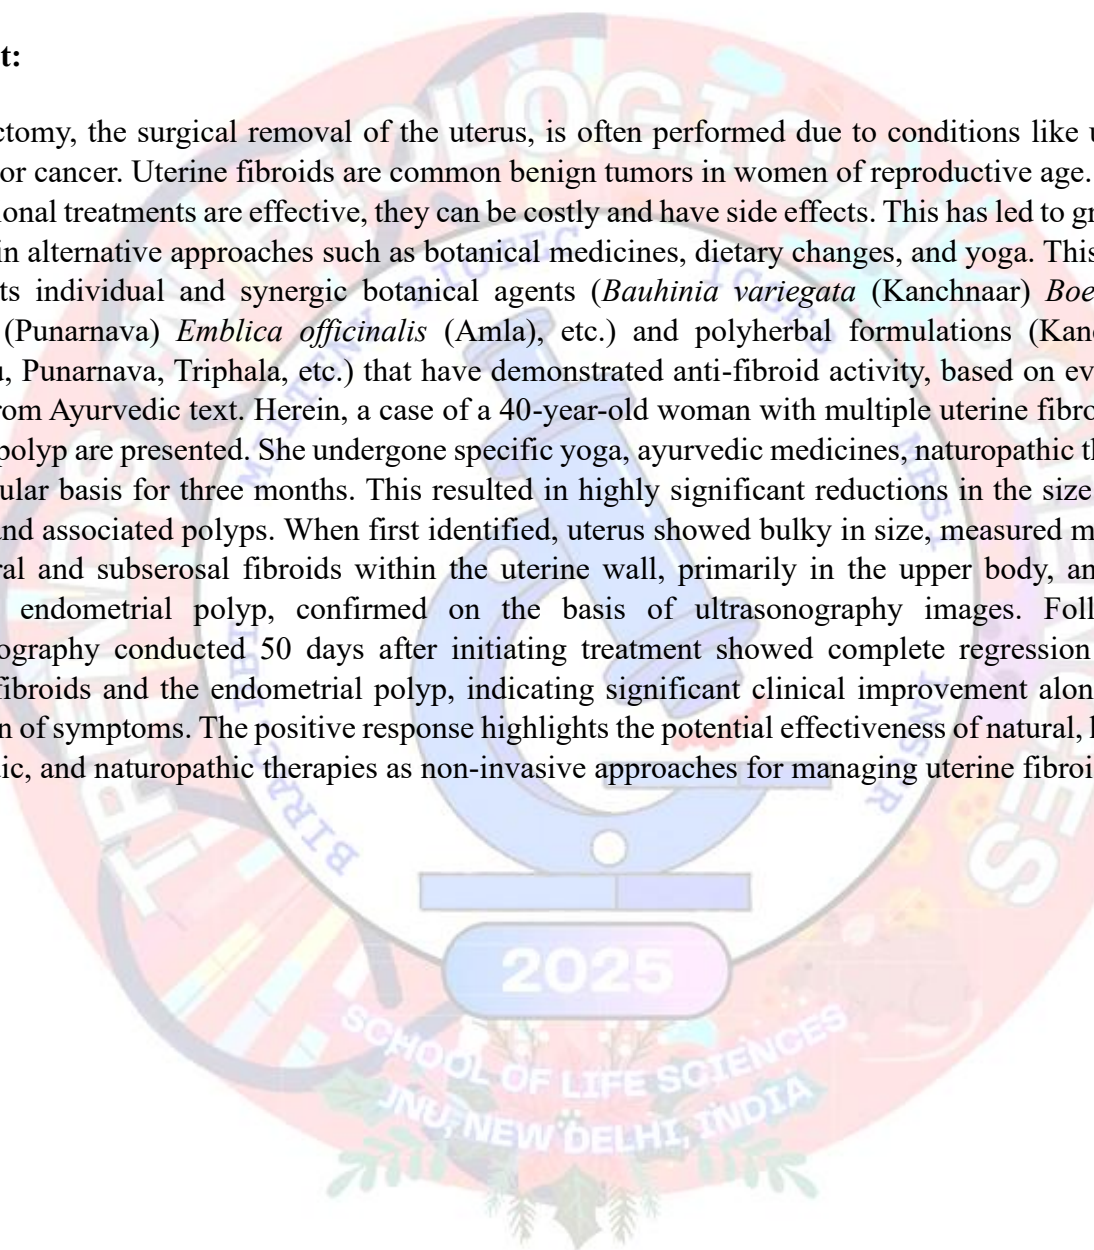 t:
ctomy, the surgical removal of the uterus, is often performed due to conditions like u
or cancer. Uterine fibroids are common benign tumors in women of reproductive age.
ional treatments are effective, they can be costly and have side effects. This has led to gr
in alternative approaches such as botanical medicines, dietary changes, and yoga. This
ts individual and synergic botanical agents (Bauhinia variegata (Kanchnaar) Boe
(Punarnava) Emblica officinalis (Amla), etc.) and polyherbal formulations (Kan
u, Punarnava, Triphala, etc.) that have demonstrated anti-fibroid activity, based on ev
rom Ayurvedic text. Herein, a case of a 40-year-old woman with multiple uterine fibro
polyp are presented. She undergone specific yoga, ayurvedic medicines, naturopathic t
ular basis for three months. This resulted in highly significant reductions in the size
nd associated polyps. When first identified, uterus showed bulky in size, measured m
ral and subserosal fibroids within the uterine wall, primarily in the upper body, an
endometrial polyp, confirmed on the basis of ultrasonography images. Foll
ography conducted 50 days after initiating treatment showed complete regression
fibroids and the endometrial polyp, indicating significant clinical improvement alon
n of symptoms. The positive response highlights the potential effectiveness of natural,
ic, and naturopathic therapies as non-invasive approaches for managing uterine fibroi
TRENDS IN BIOLOGICAL SCIENCES
MILTENY BIOTEC
BIRAC
2025
SCHOOL OF LIFE SCIENCES
JNU, NEW DELHI, INDIA